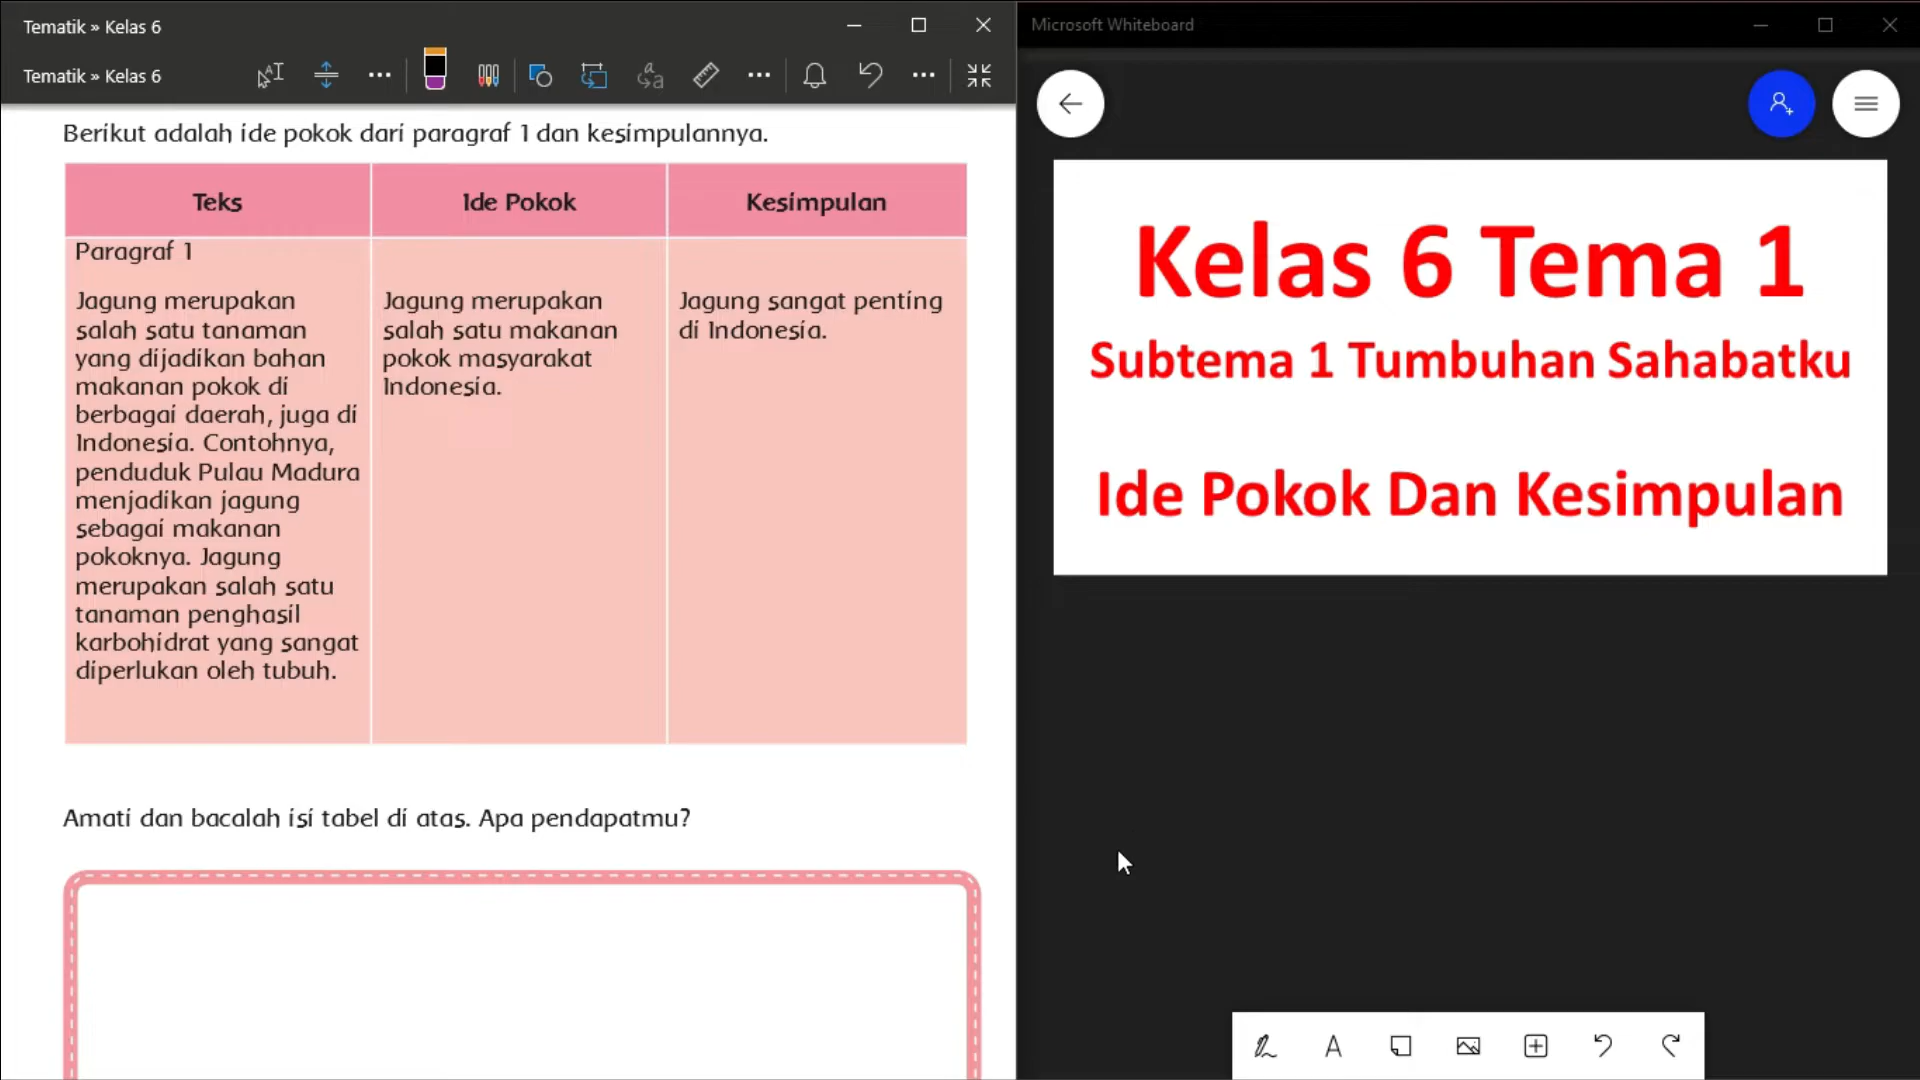 Tematik » Kelas 6
Tematik » Kelas 6
Berikut adalah ide pokok dari paragraf 1 dan kesimpulannya.
Teks
Ide Pokok
Kesimpulan
Paragraf 1
Jagung merupakan
salah satu tanaman
yang dijadikan bahan
makanan pokok di
berbagai daerah, juga di
Indonesia. Contohnya,
penduduk Pulau Madura
menjadikan jagung
sebagai makanan
pokoknya. Jagung
merupakan salah satu
tanaman penghasil
karbohidrat yang sangat
diperlukan oleh tubuh.
Jagung merupakan
salah satu makanan
pokok masyarakat
Indonesia.
Jagung sangat penting
di Indonesia.
Amati dan bacalah isi tabel di atas. Apa pendapatmu?
Microsoft Whiteboard
Kelas 6 Tema 1
Subtema 1 Tumbuhan Sahabatku
Ide Pokok Dan Kesimpulan